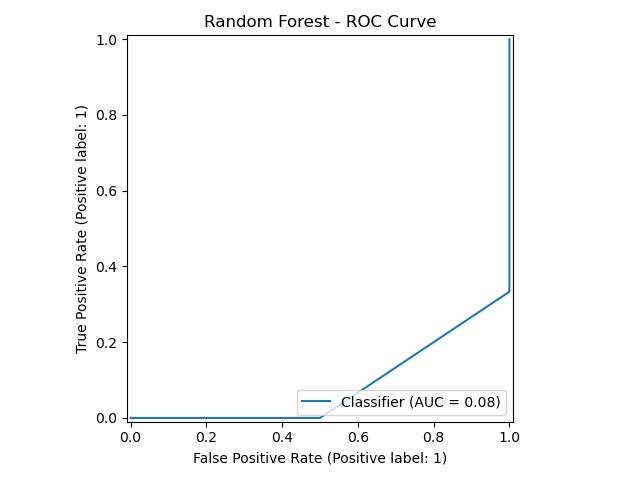 Random Forest - ROC Curve
True Positive Rate (Positive label: 1)
1.0
0.8
0.6
0.4
0.2
0.0
Classifier (AUC = 0.08)
0.0 0.2 0.4 0.6 0.8 1.0
False Positive Rate (Positive label: 1)